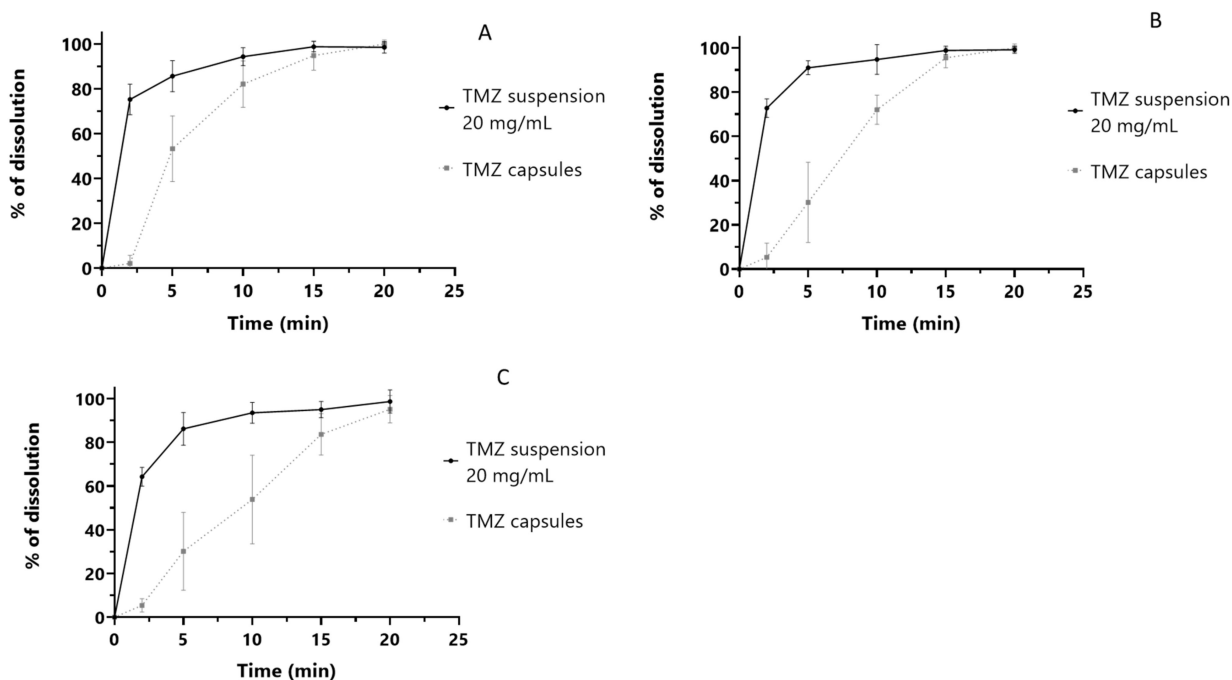 A
% of dissolution
100
80
60
40
20
0
0 5 10 15 20 25
Time (min)
TMZ suspension
20 mg/mL
TMZ capsules
B
% of dissolution
100
80
60
40
20
0
0 5 10 15 20 25
Time (min)
TMZ suspension
20 mg/mL
TMZ capsules
C
% of dissolution
100
80
60
40
20
0
0 5 10 15 20 25
Time (min)
TMZ suspension
20 mg/mL
TMZ capsules